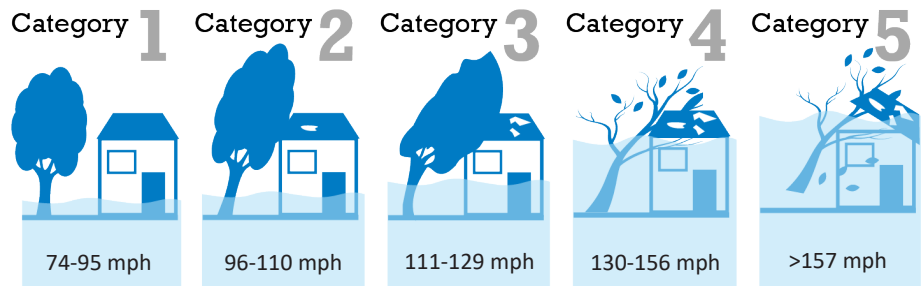 Category 1
Category 2
Category 3
Category 4
Category 5
74-95 mph
96-110 mph
111-129 mph
130-156 mph
>157 mph